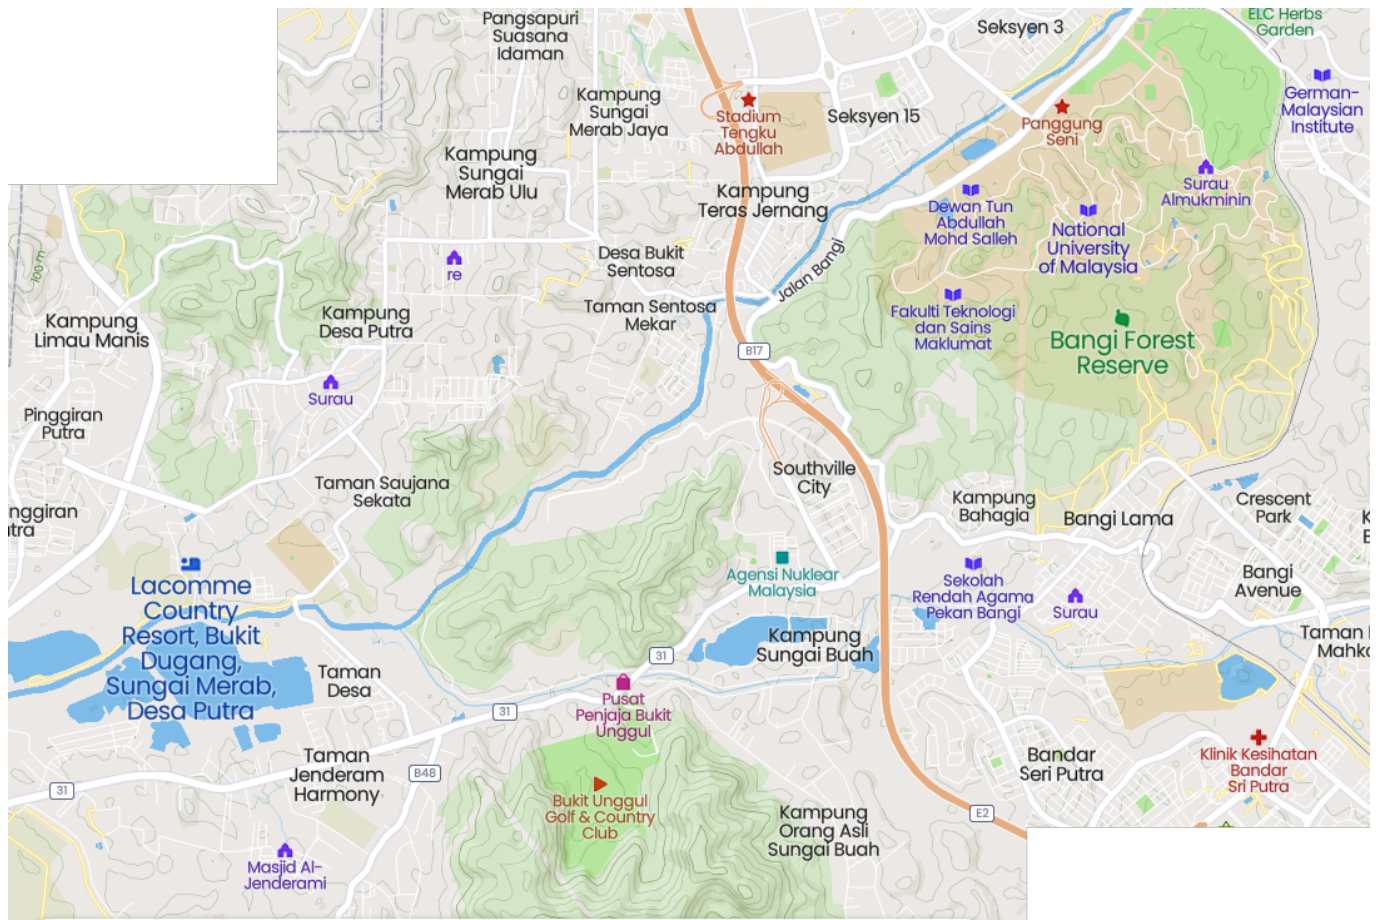 Pangsapuri
Suasana
Idaman
Seksyen 3
ELC Herbs
Garden
German-
Malaysian
Institute
Kampung
Sungai
Merab Jaya
Stadium
Tengku
Abdullah
Seksyen 15
Panggung
Seni
Kampung
Sungai
Merab Ulu
Surau
Almukminin
Kampung
Teras Jernang
Dewan Tun
Abdullah
Mohd Salleh
National
University
of Malaysia
100 m
re
Desa Bukit
Sentosa
Jalan Bangi
Kampung
Limau Manis
Kampung
Desa Putra
Taman Sentosa
Mekar
Fakulti Teknologi
dan Sains
Maklumat
Bangi Forest
Reserve
B17
Surau
Pinggiran
Putra
Taman Saujana
Sekata
Southville
City
Kampung
Bahagia
Bangi Lama
Crescent
Park
nggiran
tra
K
B
Lacomme
Country
Resort, Bukit
Dugang,
Sungai Merab,
Desa Putra
Agensi Nuklear
Malaysia
Sekolah
Rendah Agama
Pekan Bangi
Surau
Bangi
Avenue
Kampung
Sungai Buah
Taman
Mahko
31
Taman
Desa
Pusat
Penjaja Bukit
Unggul
31
Taman
Jenderam
Harmony
B48
31
Bandar
Seri Putra
Klinik Kesihatan
Bandar
Sri Putra
Bukit Unggul
Golf & Country
Club
Kampung
Orang Asli
Sungai Buah
E2
Masjid Al-
Jenderami